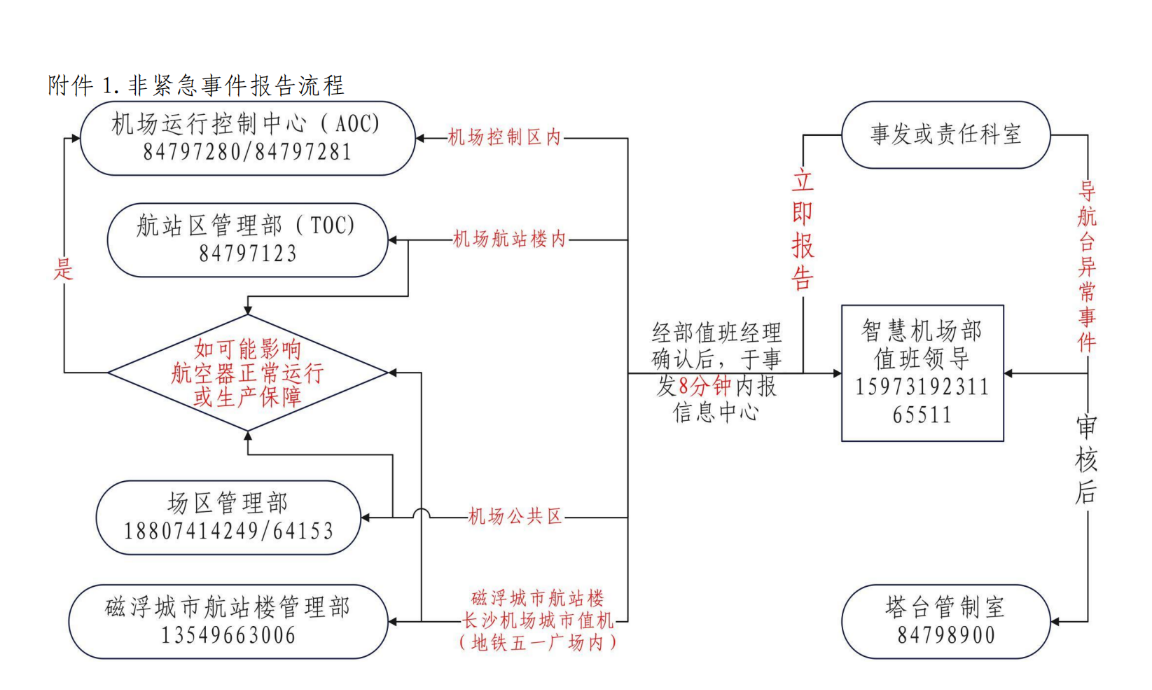 附件 1. 非紧急事件报告流程
机场运行控制中心（AOC)
84797280/84797281
机场控制区内
事发或责任科室
航站区管理部（TOC)
84797123
机场航站楼内
立即报告
导航台异常事件
是
如可能影响
航空器正常运行
或生产保障
经部值班经理
确认后，于事
发8分钟内报
信息中心
智慧机场部
值班领导
15973192311
65511
审核后
场区管理部
18807414249/64153
机场公共区
磁浮城市航站楼管理部
13549663006
磁浮城市航站楼
长沙机场城市值机
（地铁五一广场内）
塔台管制室
84798900